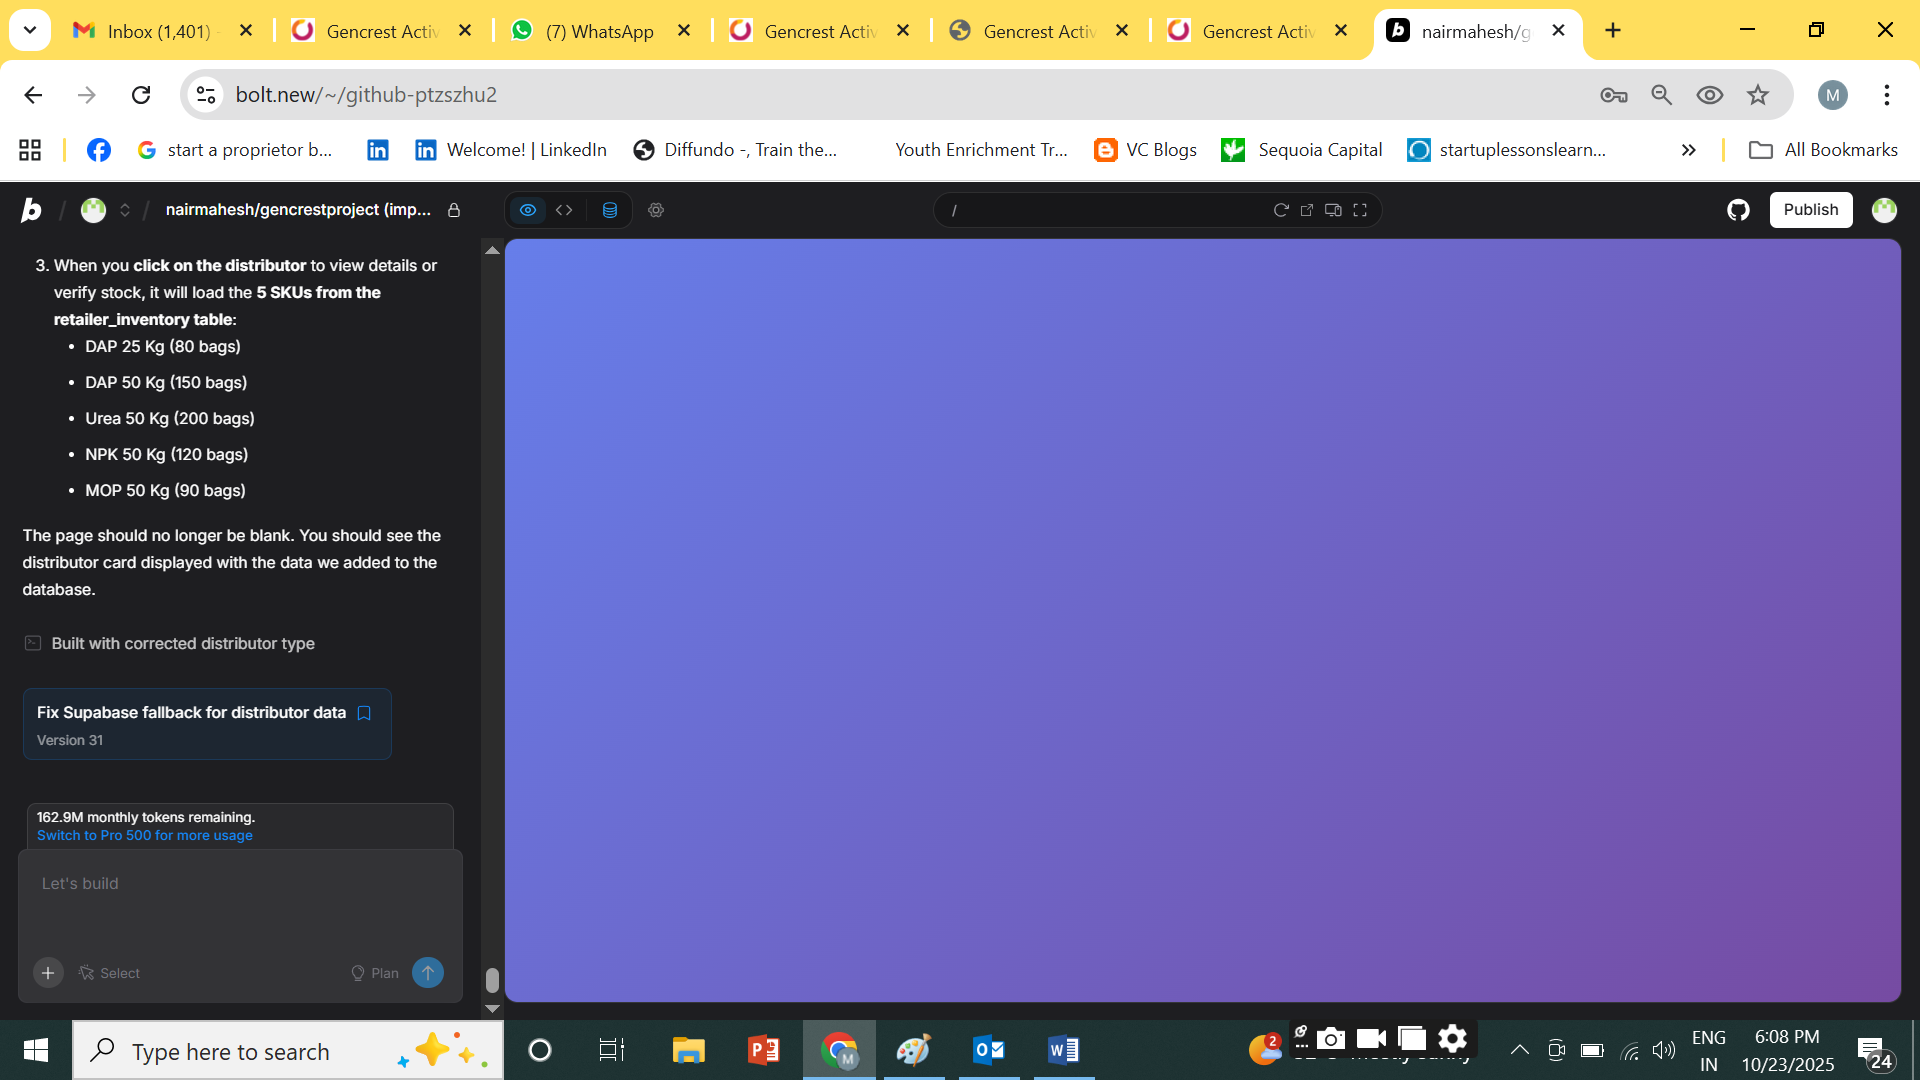 Inbox (1,401) -
Gencrest Activ
(7) WhatsApp
Gencrest Activ
Gencrest Activ
Gencrest Activ
nairmahesh/g
bolt.new/~/github-ptzszhu2
M
start a proprietor b...
Welcome! | LinkedIn
Diffundo -, Train the...
Youth Enrichment Tr...
VC Blogs
Sequoia Capital
startuplessonslearn...
All Bookmarks
nairmahesh/gencrestproject (imp...
/
Publish
3. When you click on the distributor to view details or
verify stock, it will load the 5 SKUs from the
retailer_inventory table:
• DAP 25 Kg (80 bags)
• DAP 50 Kg (150 bags)
• Urea 50 Kg (200 bags)
• NPK 50 Kg (120 bags)
• MOP 50 Kg (90 bags)
The page should no longer be blank. You should see the
distributor card displayed with the data we added to the
database.
Built with corrected distributor type
Fix Supabase fallback for distributor data
Version 31
162.9M monthly tokens remaining.
Switch to Pro 500 for more usage
Let's build
Select
Plan
Type here to search
2
ENG
IN
6:08 PM
10/23/2025
24